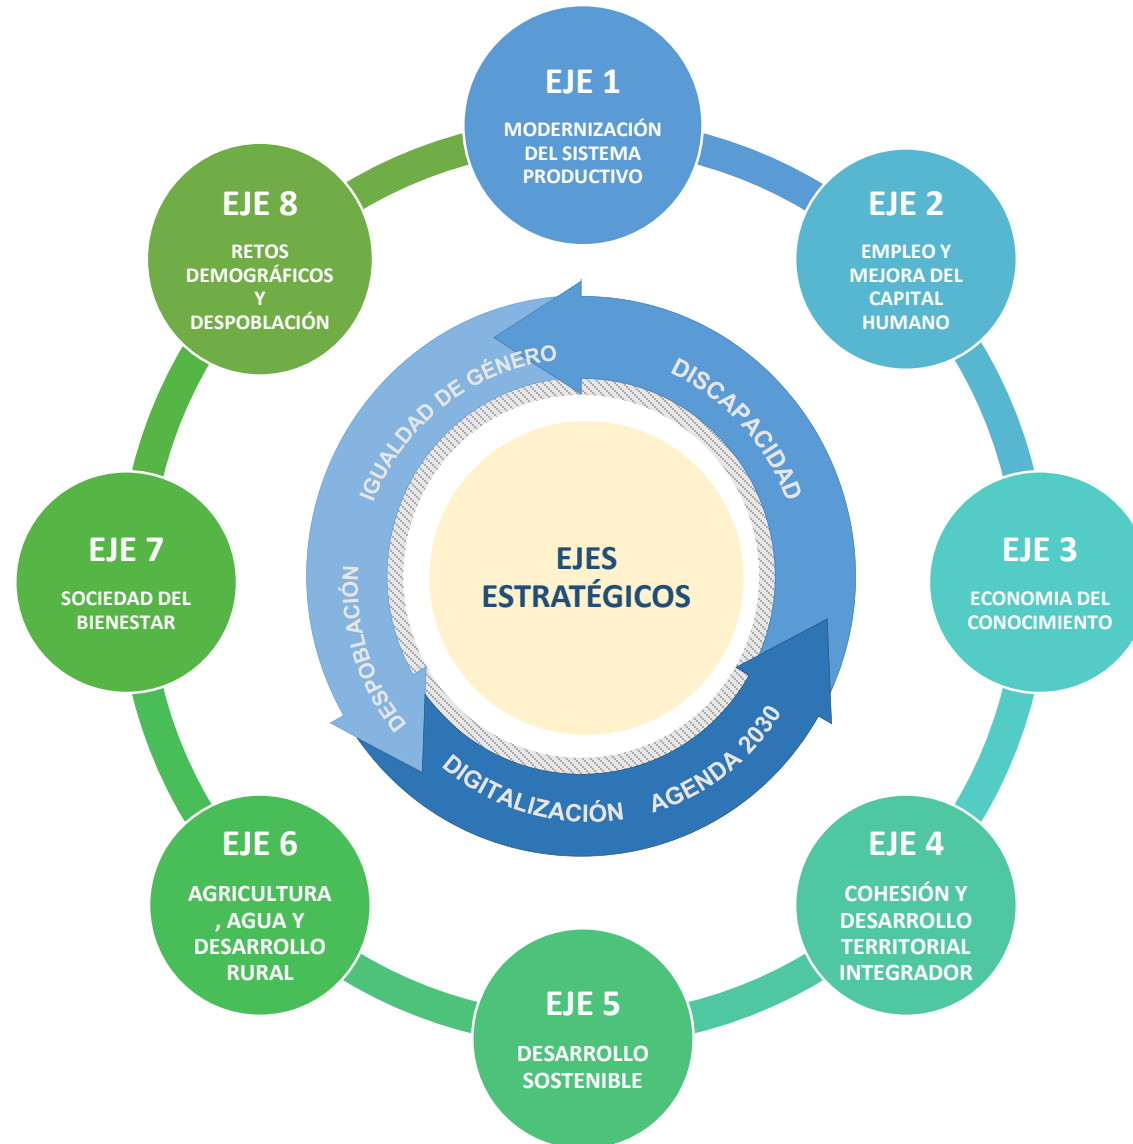 EJE 1
MODERNIZACIÓN
DEL SISTEMA
PRODUCTIVO
EJE 2
EMPLEO Y
MEJORA DEL
CAPITAL
HUMANO
EJE 3
ECONOMIA DEL
CONOCIMIENTO
EJE 4
COHESIÓN Y
DESARROLLO
TERRITORIAL
INTEGRADOR
EJE 5
DESARROLLO
SOSTENIBLE
EJE 6
AGRICULTURA
, AGUA Y
DESARROLLO
RURAL
EJE 7
SOCIEDAD DEL
BIENESTAR
EJE 8
RETOS
DEMOGRÁFICOS
Y
DESPOBLACIÓN
IGUALDAD DE GÉNERO
DISCAPACIDAD
DESPOBLACIÓN
DIGITALIZACIÓN
AGENDA 2030
EJES
ESTRATÉGICOS